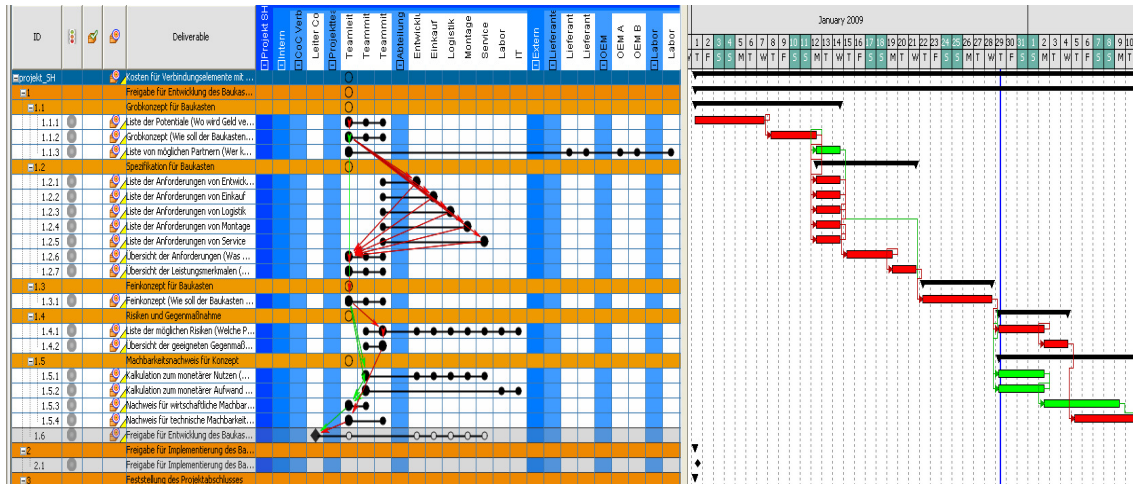 ID
Deliverable
Projekt SH
Intern
CoC Verb
Leiter Co
Projekttea
Teamleit
Teammit
Teammit
Abteilung
Entwicklu
Einkauf
Logistik
Montage
Service
Labor
IT
Extern
Lieferante
Lieferant
Lieferant
OEM
OEM A
OEM B
Labor
Labor
January 2009
1 2 3 4 5 6 7 8 9 10 11 12 13 14 15 16 17 18 19 20 21 22 23 24 25 26 27 28 29 30 31 1 2 3 4 5 6 7 8 9 10
T F S S M T W T F S S M T W T F S S M T W T F S S M T W T F S S M T W T F S S M T
projekt_SH Kosten für Verbindungselemente mit ...
1 Freigabe für Entwicklung des Baukas...
1.1 Grobkonzept für Baukasten
1.1.1 Liste der Potentiale (Wo wird Geld ve...
1.1.2 Grobkonzept (Wie soll der Baukasten...
1.1.3 Liste von möglichen Partnern (Wer k...
1.2 Spezifikation für Baukasten
1.2.1 Liste der Anforderungen von Entwick...
1.2.2 Liste der Anforderungen von Einkauf
1.2.3 Liste der Anforderungen von Logistik
1.2.4 Liste der Anforderungen von Montage
1.2.5 Liste der Anforderungen von Service
1.2.6 Übersicht der Anforderungen (Was ...
1.2.7 Übersicht der Leistungsmerkmalen (...
1.3 Feinkonzept für Baukasten
1.3.1 Feinkonzept (Wie soll der Baukasten ...
1.4 Risiken und Gegenmaßnahme
1.4.1 Liste der möglichen Risiken (Welche P...
1.4.2 Übersicht der geeigneten Gegenmaß...
1.5 Machbarkeitsnachweis für Konzept
1.5.1 Kalkulation zum monetärer Nutzen (...
1.5.2 Kalkulation zum monetärer Aufwand ...
1.5.3 Nachweis für wirtschaftliche Machbar...
1.5.4 Nachweis für technische Machbarkeit...
1.6 Freigabe für Entwicklung des Baukas...
2 Freigabe für Implementierung des Ba...
2.1 Freigabe für Implementierung des Ba...
3 Feststellung des Projektabschlusses